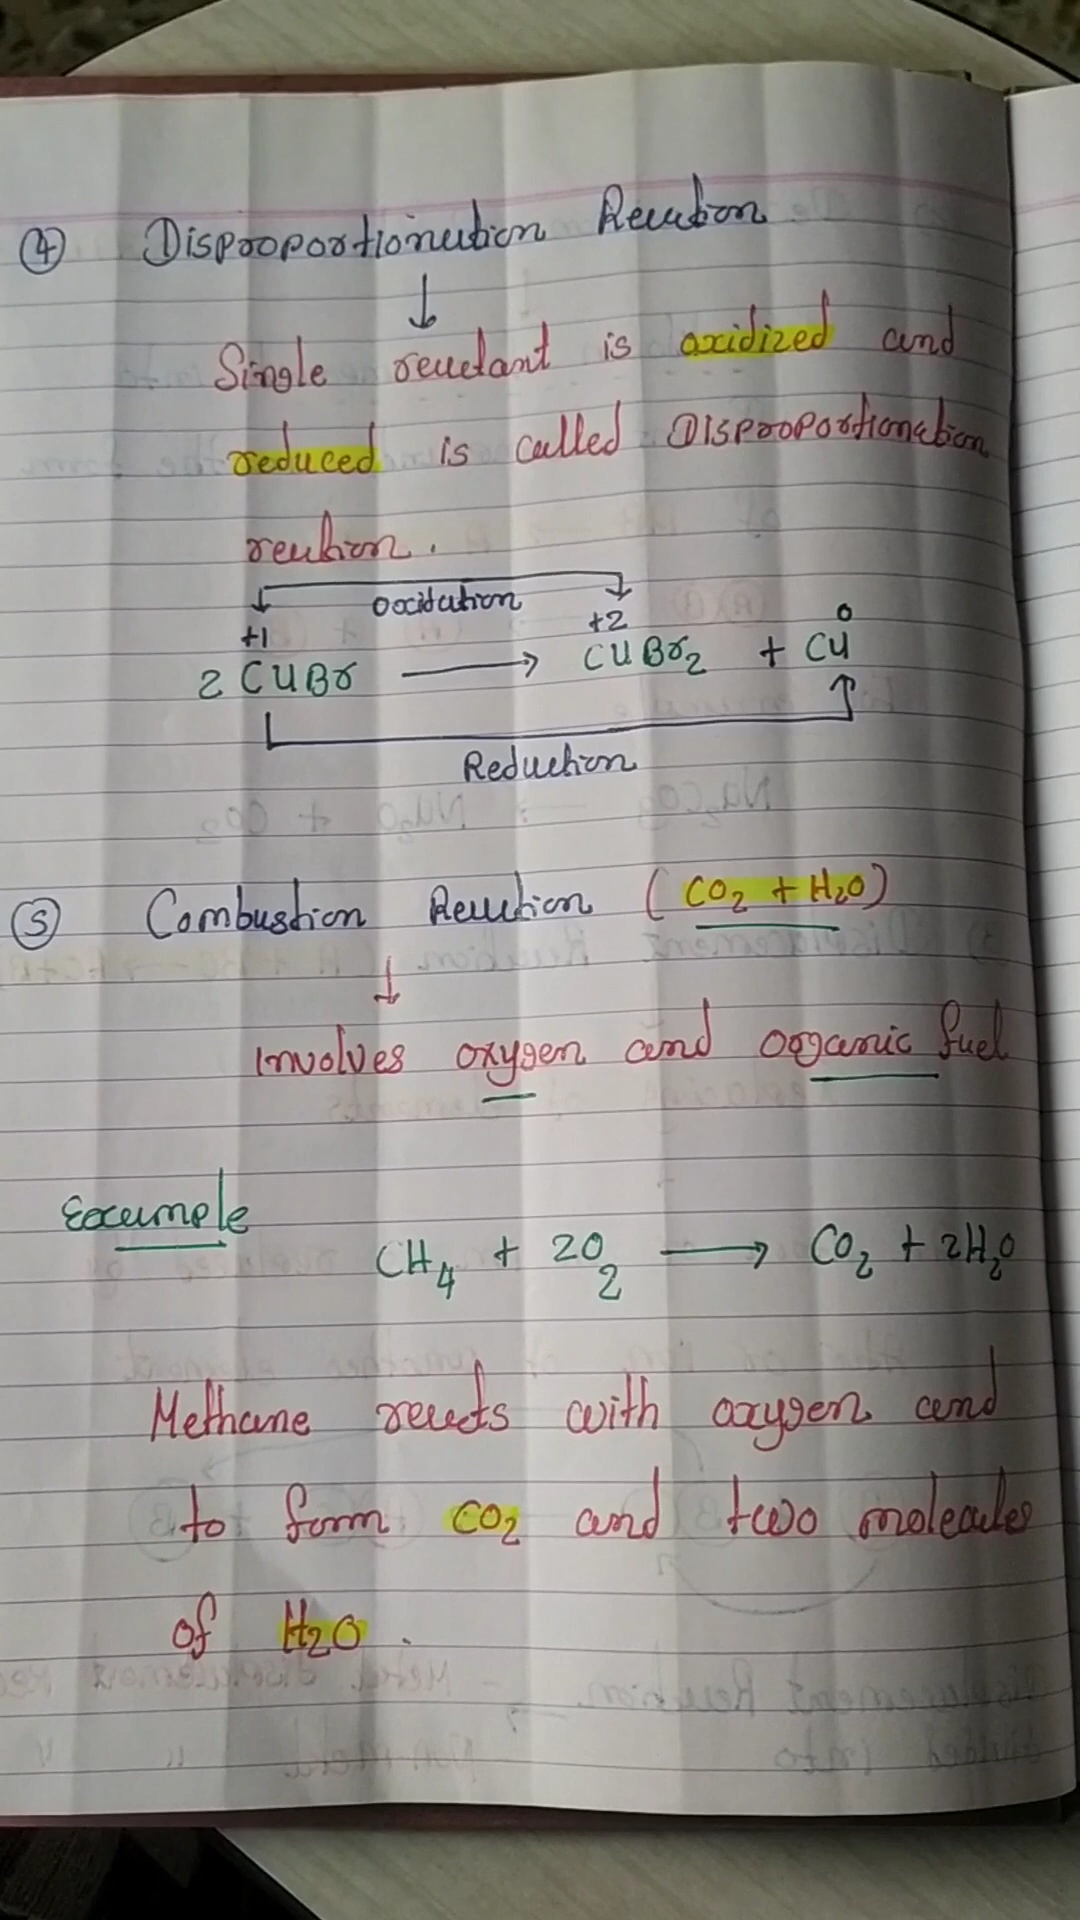 ④ Disproportionation Reaction
↓
Single reactant is oxidized and
reduced is called Disproportionation
reaction.
oxidation
+1 +2 0
2 CuBr → CuBr₂ + Cu
Reduction
⑤ Combustion Reaction (CO₂ + H₂O)
↓
Involves oxygen and organic fuel
Example
CH₄ + 2O₂ → CO₂ + 2H₂O
Methane reacts with oxygen and
to form CO₂ and two molecules
of H₂O.